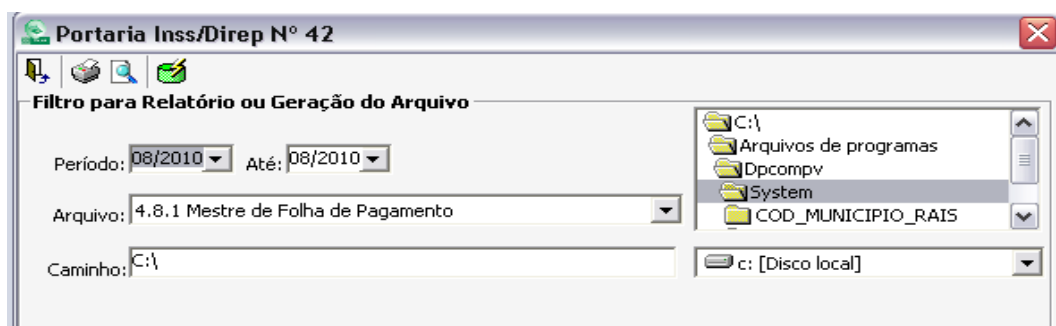 Portaria Inss/Direp Nº 42
Filtro para Relatório ou Geração do Arquivo
Período: 08/2010 Até: 08/2010
Arquivo: 4.8.1 Mestre de Folha de Pagamento
Caminho: C:\
C:\
Arquivos de programas
Dpcompv
System
COD_MUNICIPIO_RAIS
c: [Disco local]